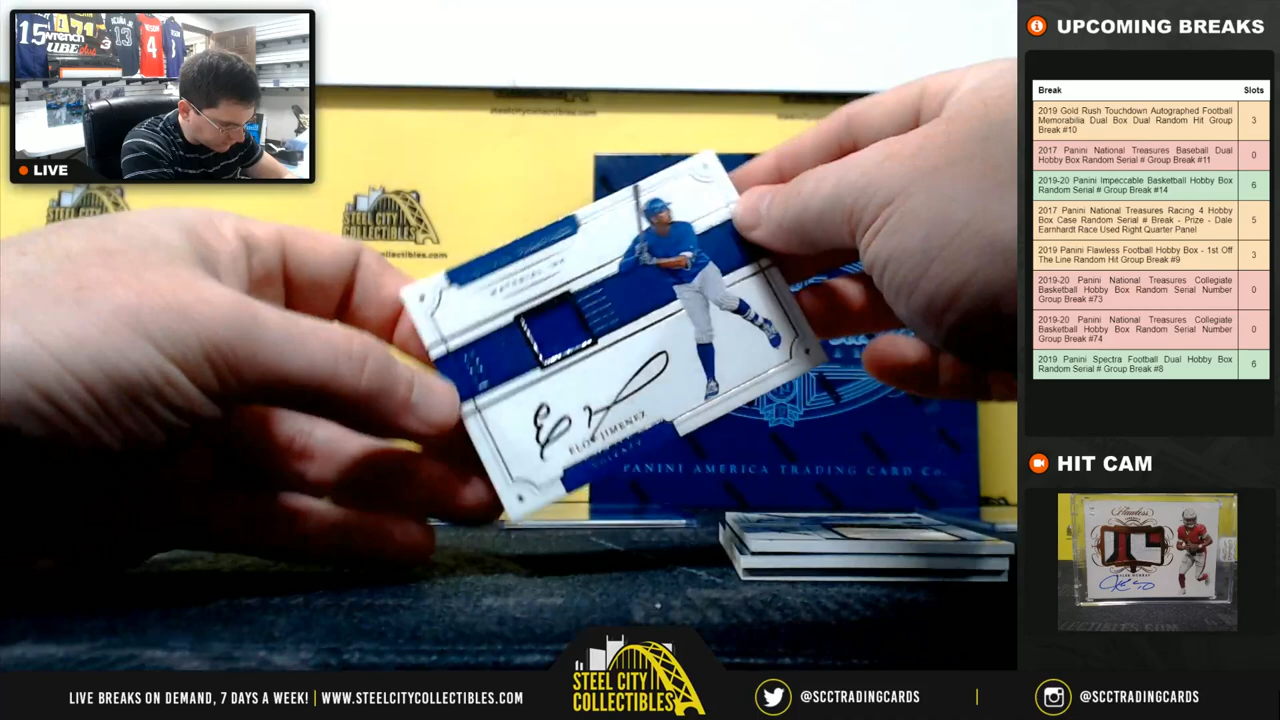 LIVE
UPCOMING BREAKS
Break Slots
2019 Gold Rush Touchdown Autographed Football
Memorabilia Dual Box Dual Random Hit Group
Break #10
3
2017 Panini National Treasures Baseball Dual
Hobby Box Random Serial # Group Break #11
0
2019-20 Panini Impeccable Basketball Hobby Box
Random Serial # Group Break #14
6
2017 Panini National Treasures Racing 4 Hobby
Box Case Random Serial # Break - Prize - Dale
Earnhardt Race Used Right Quarter Panel
5
2019 Panini Flawless Football Hobby Box - 1st Off
The Line Random Hit Group Break #9
3
2019-20 Panini National Treasures Collegiate
Basketball Hobby Box Random Serial Number
Group Break #73
0
2019-20 Panini National Treasures Collegiate
Basketball Hobby Box Random Serial Number
Group Break #74
0
2019 Panini Spectra Football Dual Hobby Box
Random Serial # Group Break #8
6
HIT CAM
Flawless
15
13
4
STEEL CITY
COLLECTIBLES
ELOY JIMENEZ
PANINI AMERICA TRADING CARD Co.
LIVE BREAKS ON DEMAND, 7 DAYS A WEEK! | WWW.STEELCITYCOLLECTIBLES.COM
STEEL CITY
COLLECTIBLES
@SCCTRADINGCARDS | @SCCTRADINGCARDS